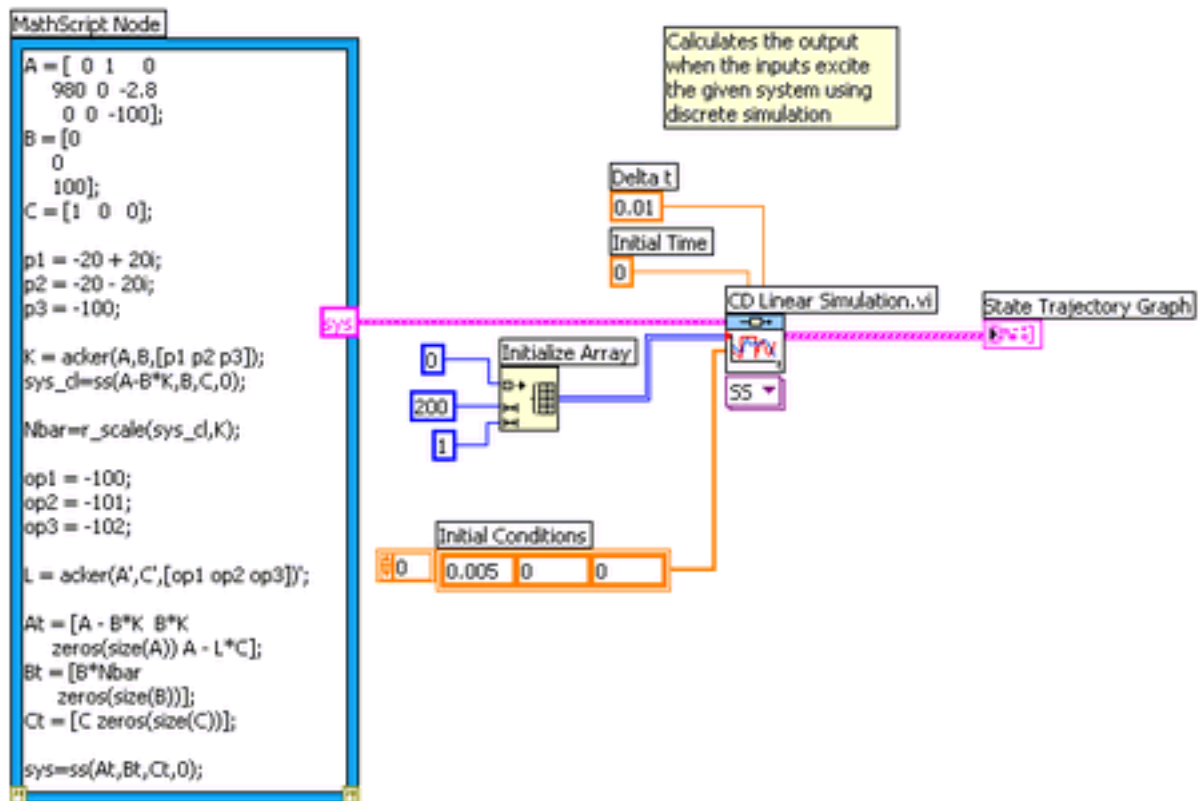 MathScript Node
A = [ 0 1 0
980 0 -2.8
0 0 -100];
B = [0
0
100];
C = [1 0 0];
p1 = -20 + 20i;
p2 = -20 - 20i;
p3 = -100;
K = acker(A,B,[p1 p2 p3]);
sys_cl=ss(A-B*K,B,C,0);
Nbar=r_scale(sys_cl,K);
op1 = -100;
op2 = -101;
op3 = -102;
L = acker(A',C',[op1 op2 op3])';
At = [A - B*K B*K
zeros(size(A)) A - L*C];
Bt = [B*Nbar
zeros(size(B))];
Ct = [C zeros(size(C))];
sys=ss(At,Bt,Ct,0);
sys
Calculates the output
when the inputs excite
the given system using
discrete simulation
Delta t
0.01
Initial Time
0
CD Linear Simulation.vi
SS
State Trajectory Graph
Initialize Array
0
200
1
Initial Conditions
0
0.005 0 0